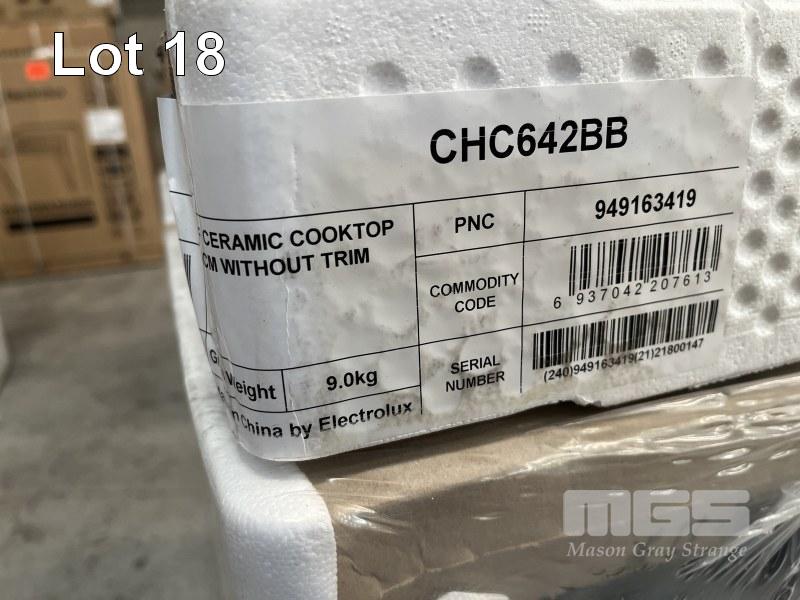 Lot 18
CHC642BB
CERAMIC COOKTOP
CM WITHOUT TRIM
PNC
949163419
COMMODITY
CODE
6 937042 207613
SERIAL
NUMBER
(240)949163419(21)21800147
G
Weight
9.0kg
in China by Electrolux
MGS
Mason Gray Strange